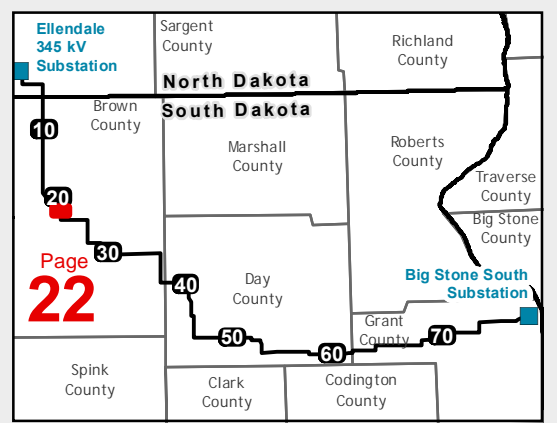 Ellendale
345 kV
Substation
Sargent
County
Richland
County
North Dakota
South Dakota
Brown
County
10
Marshall
County
Roberts
County
Traverse
County
20
Big Stone
County
30
Page
22
40
Day
County
Big Stone South
Substation
Grant
County
50
60
70
Spink
County
Clark
County
Codington
County